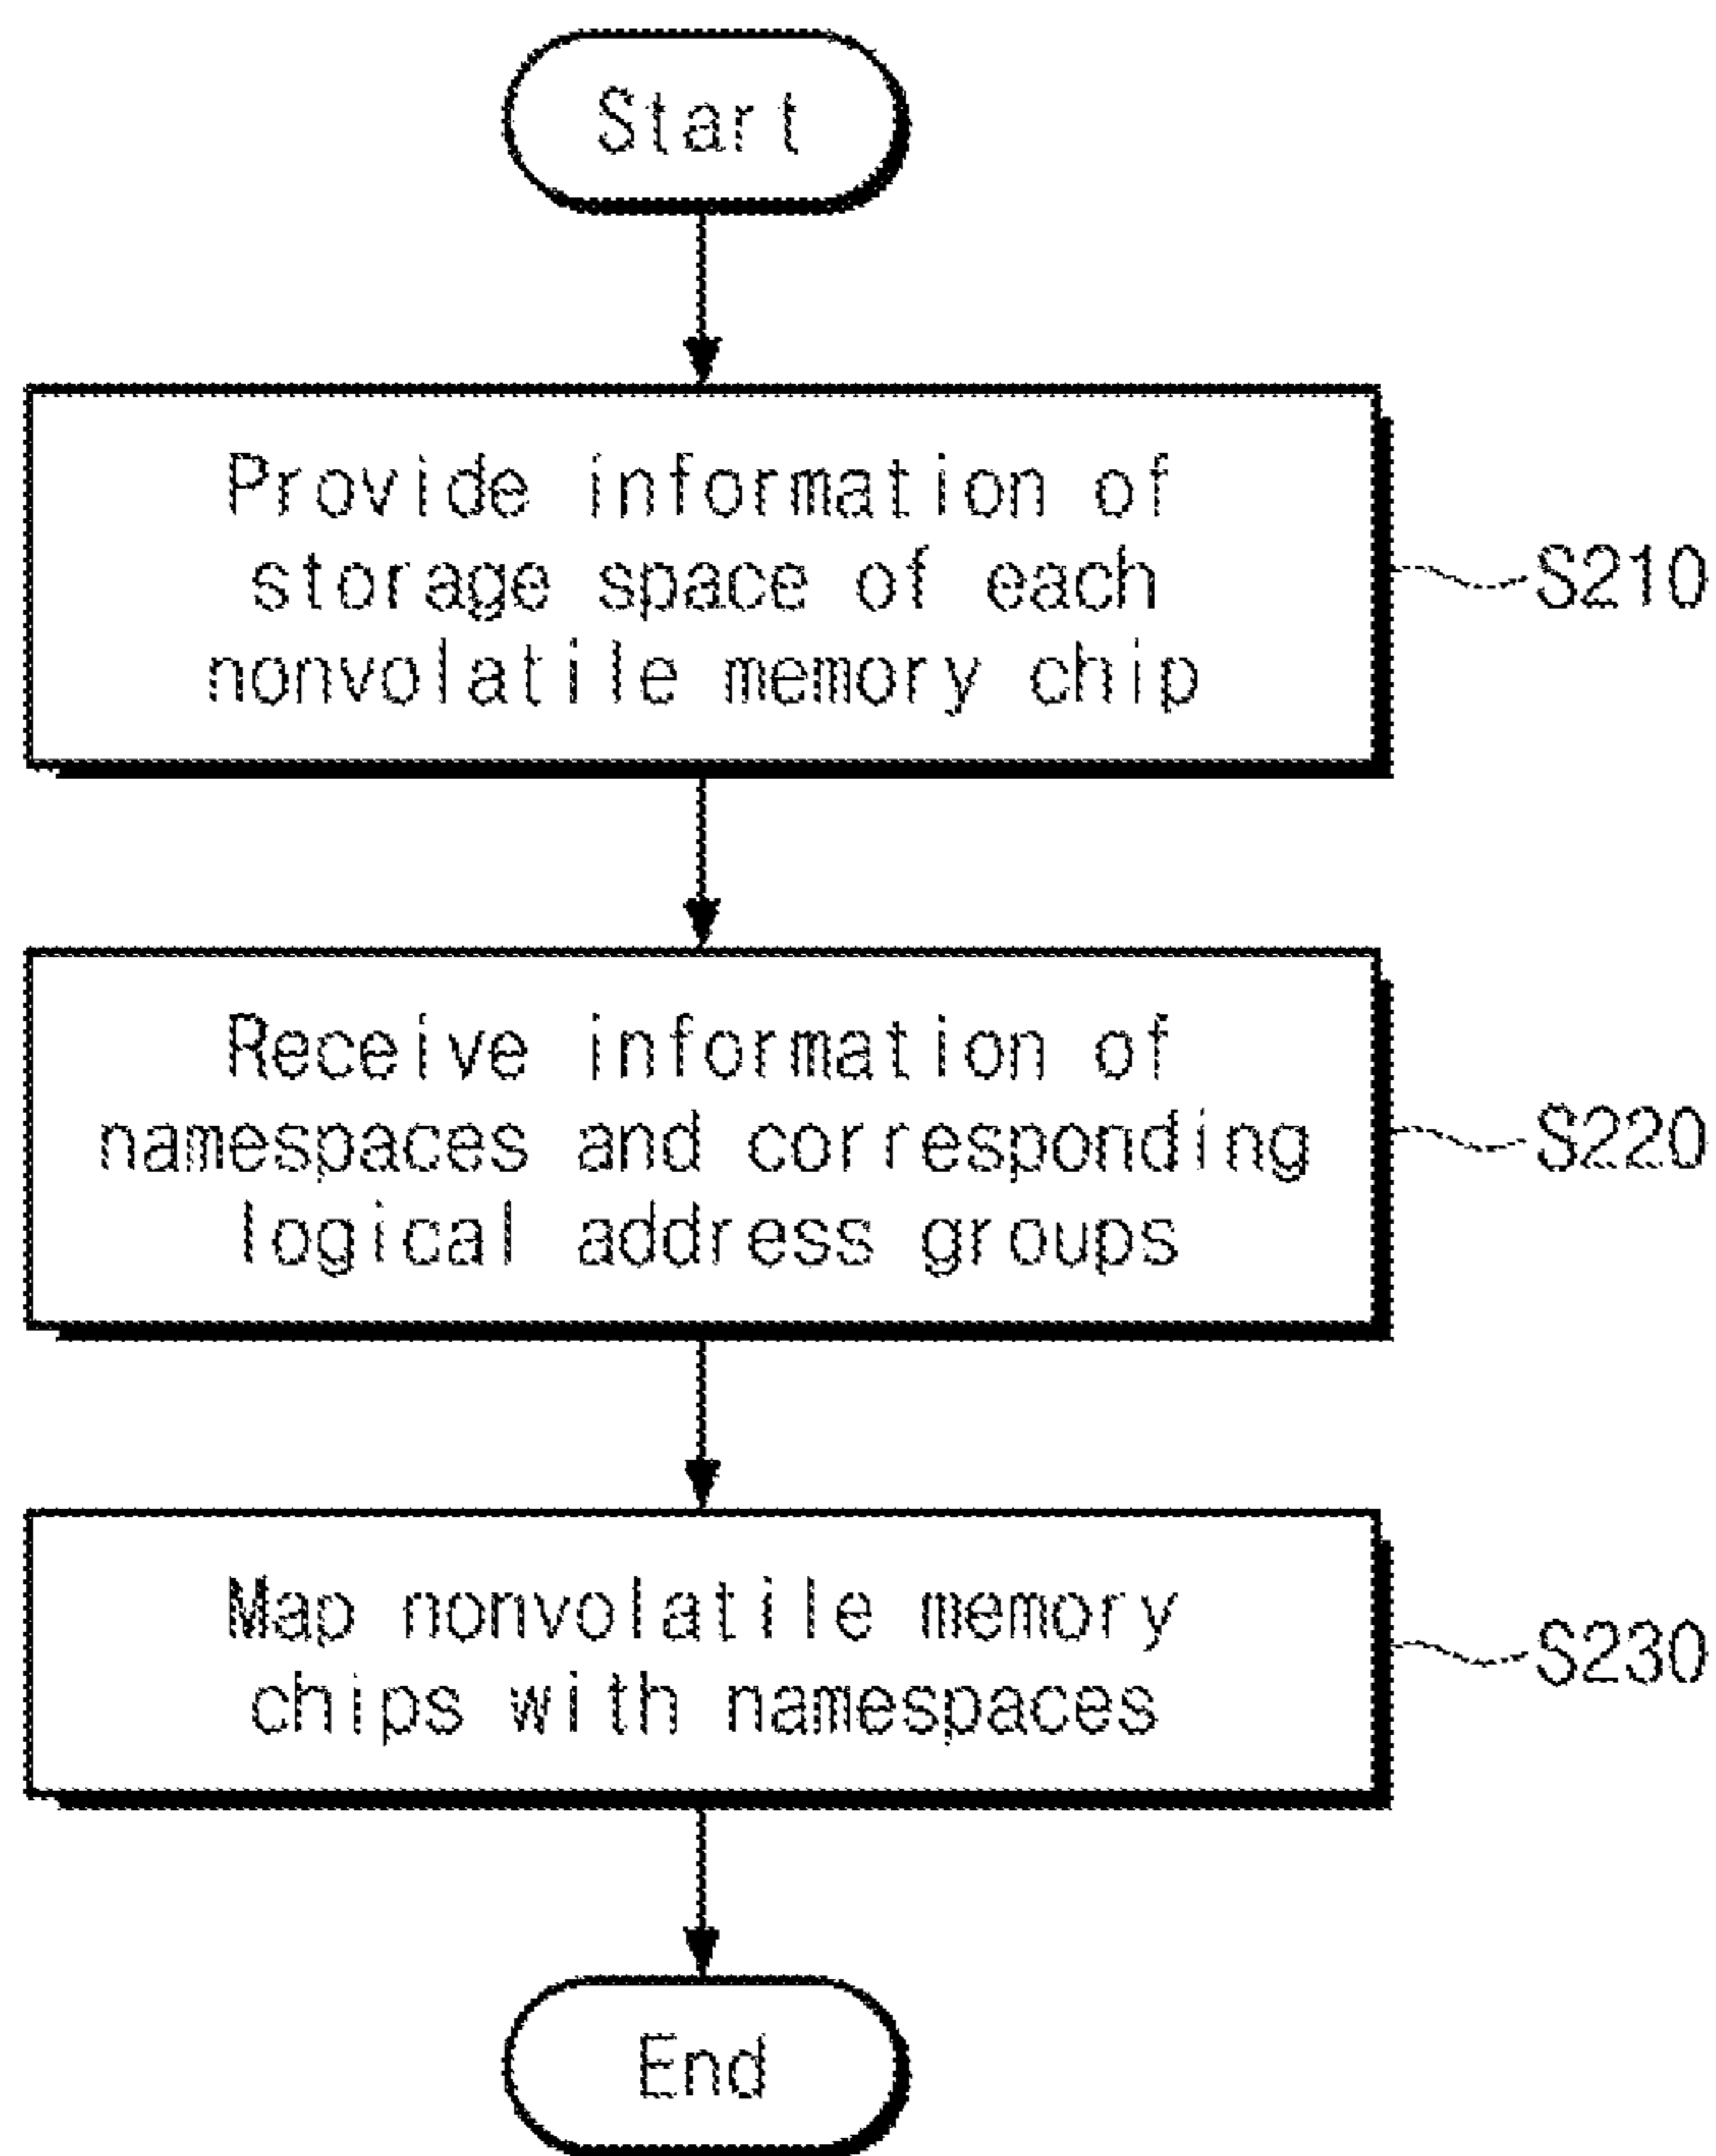 Start
Provide information of
storage space of each
nonvolatile memory chip
S210
Receive information of
namespaces and corresponding
logical address groups
S220
Map nonvolatile memory
chips with namespaces
S230
End